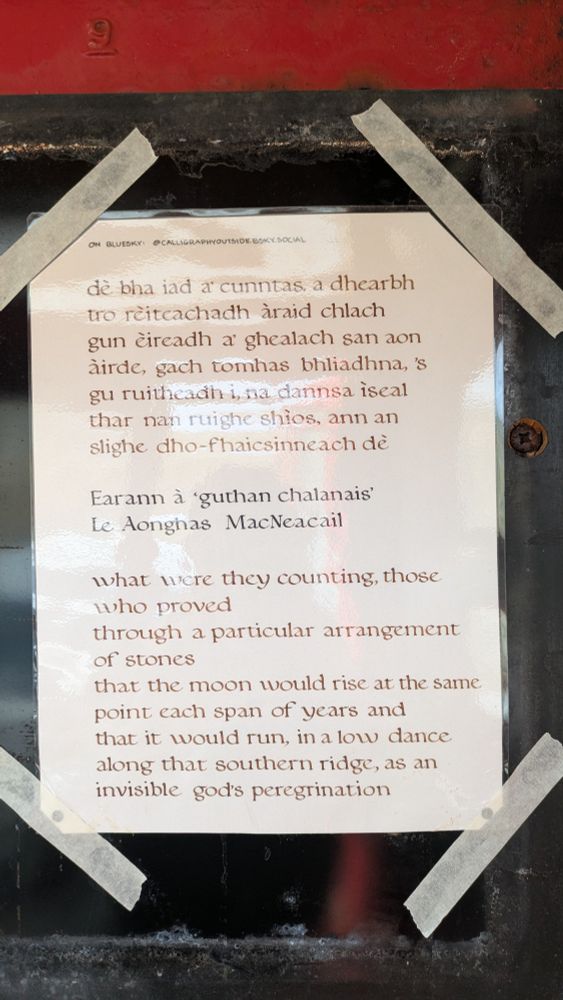 9
ON BLUESKY: @CALLIGRAPHYOUTSIDE.BSKY.SOCIAL
dè bha iad a' cunntas, a dhearbh
tro rèiteachadh àraid chlach
gun èireadh a' ghealach san aon
àirde, gach tomhas bhliadhna, 's
gu ruitheadh i, na dannsa ìseal
thar nan ruighe shìos, ann an
slighe dho-fhaicsinneach dè
Earann à 'guthan chalanais'
Le Aonghas MacNeacail
what were they counting, those
who proved
through a particular arrangement
of stones
that the moon would rise at the same
point each span of years and
that it would run, in a low dance
along that southern ridge, as an
invisible god's peregrination